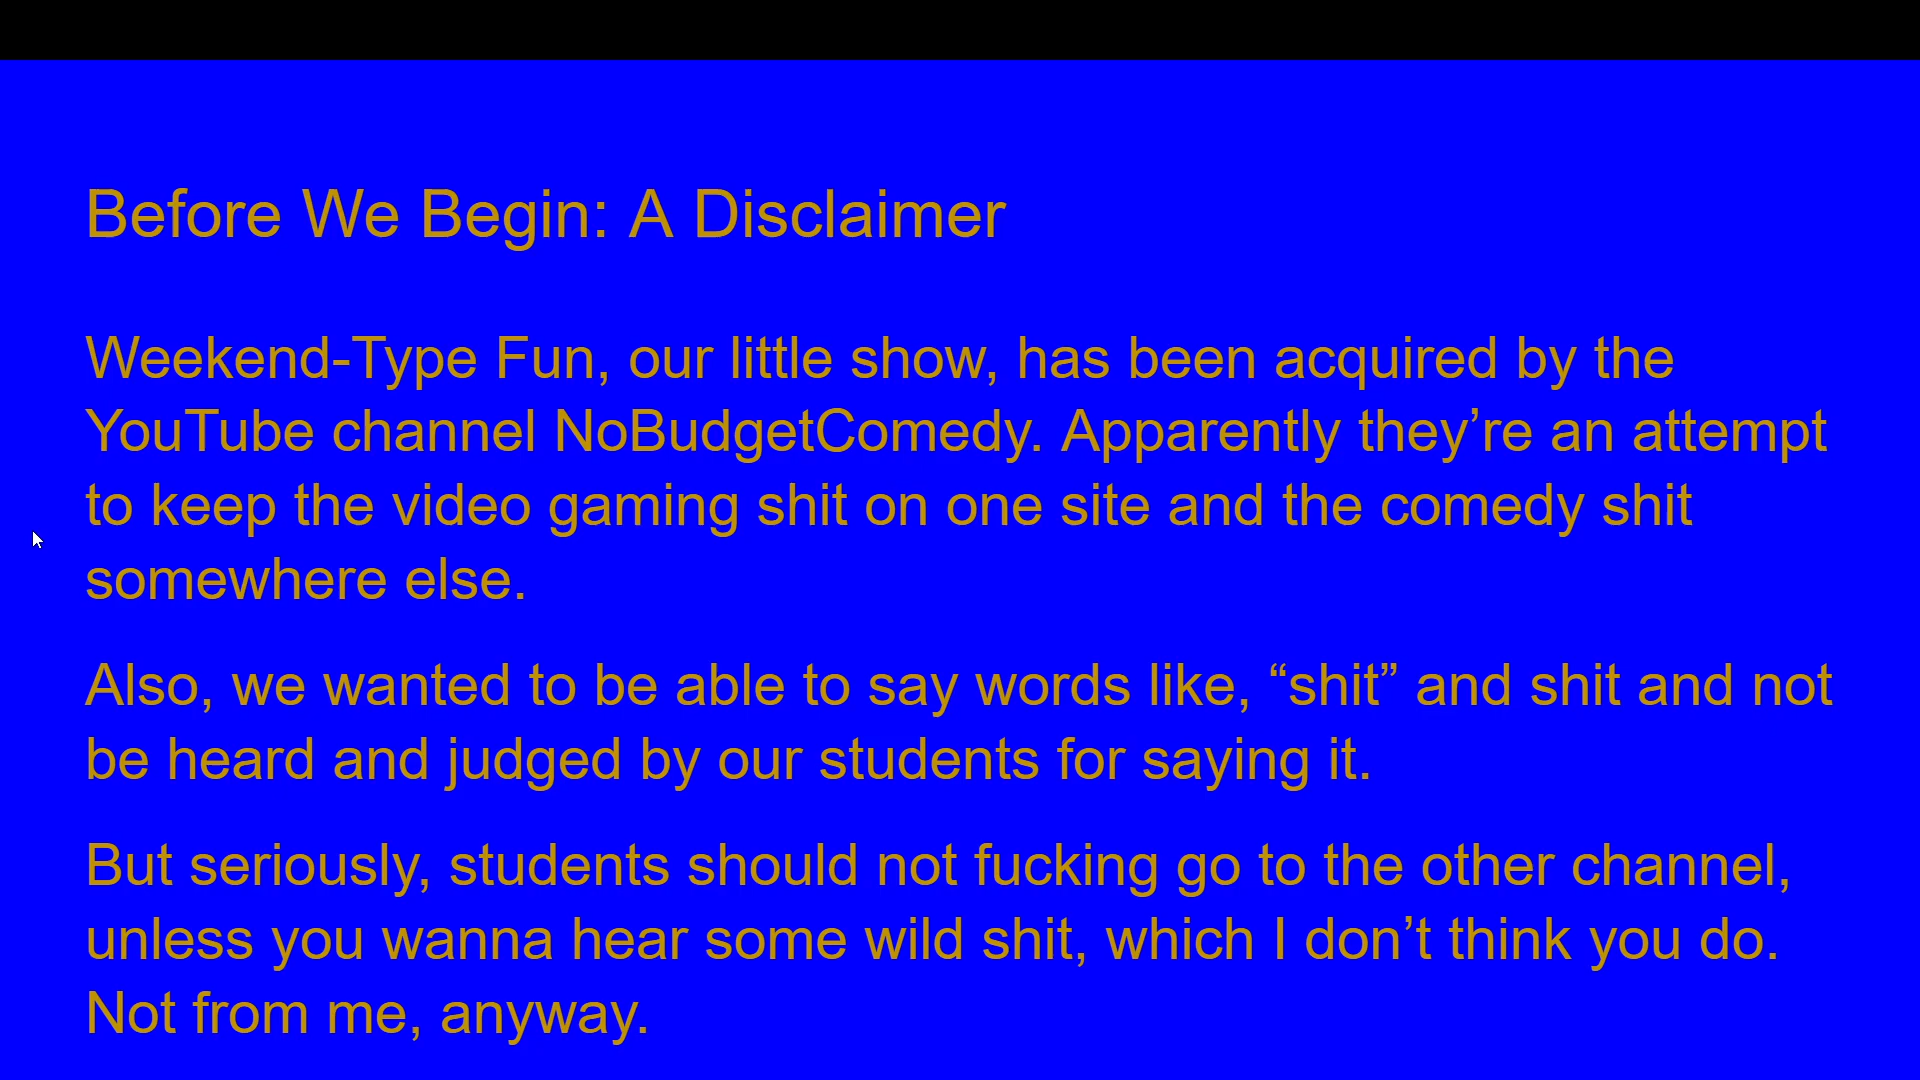 Before We Begin: A Disclaimer
Weekend-Type Fun, our little show, has been acquired by the
YouTube channel NoBudgetComedy. Apparently they’re an attempt
to keep the video gaming shit on one site and the comedy shit
somewhere else.
Also, we wanted to be able to say words like, “shit” and shit and not
be heard and judged by our students for saying it.
But seriously, students should not fucking go to the other channel,
unless you wanna hear some wild shit, which I don’t think you do.
Not from me, anyway.